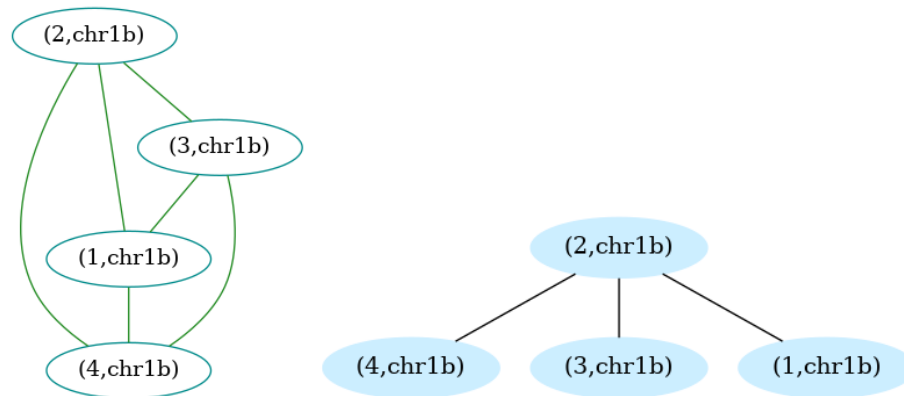 (2,chr1b)
(3,chr1b)
(1,chr1b)
(4,chr1b)
(2,chr1b)
(4,chr1b) (3,chr1b) (1,chr1b)